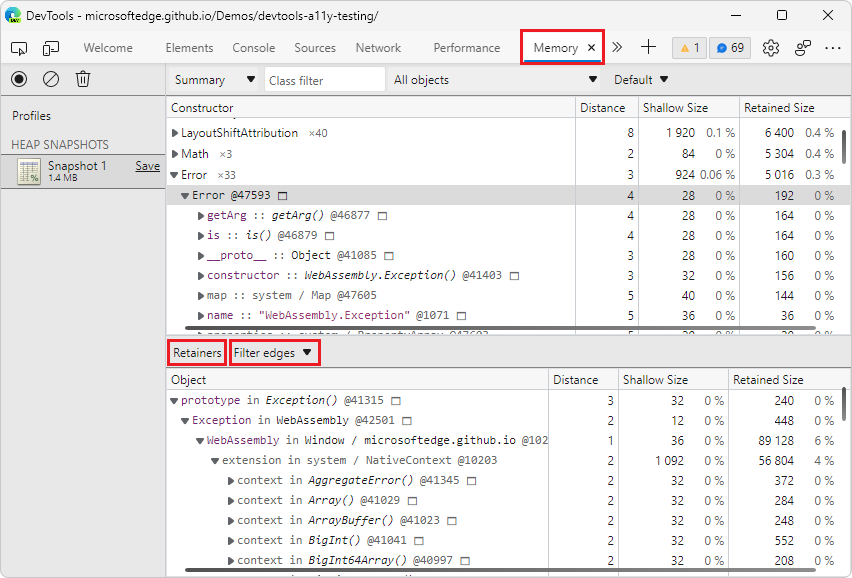 DevTools - microsoftedge.github.io/Demos/devtools-a11y-testing/
Welcome Elements Console Sources Network Performance Memory 1 69
Summary Class filter All objects Default
Profiles
HEAP SNAPSHOTS
Snapshot 1 Save
1.4 MB
Constructor Distance Shallow Size Retained Size
LayoutShiftAttribution ×40 8 1 920 0.1 % 6 400 0.4 %
Math ×3 2 84 0 % 5 304 0.4 %
Error ×33 3 924 0.06 % 5 016 0.3 %
Error @47593 4 28 0 % 192 0 %
getArg :: getArg() @46877 4 28 0 % 164 0 %
is :: is() @46879 4 28 0 % 164 0 %
__proto__ :: Object @41085 3 28 0 % 160 0 %
constructor :: WebAssembly.Exception() @41403 3 32 0 % 156 0 %
map :: system / Map @47605 5 40 0 % 144 0 %
name :: "WebAssembly.Exception" @1071 5 36 0 % 36 0 %
Retainers Filter edges
Object Distance Shallow Size Retained Size
prototype in Exception() @41315 3 32 0 % 240 0 %
Exception in WebAssembly @42501 2 12 0 % 448 0 %
WebAssembly in Window / microsoftedge.github.io @102 1 36 0 % 89 128 6 %
extension in system / NativeContext @10203 2 1 092 0 % 56 804 4 %
context in AggregateError() @41345 2 32 0 % 372 0 %
context in Array() @41029 2 32 0 % 284 0 %
context in ArrayBuffer() @41023 2 32 0 % 248 0 %
context in BigInt() @41041 2 32 0 % 552 0 %
context in BigInt64Array() @40997 2 32 0 % 208 0 %